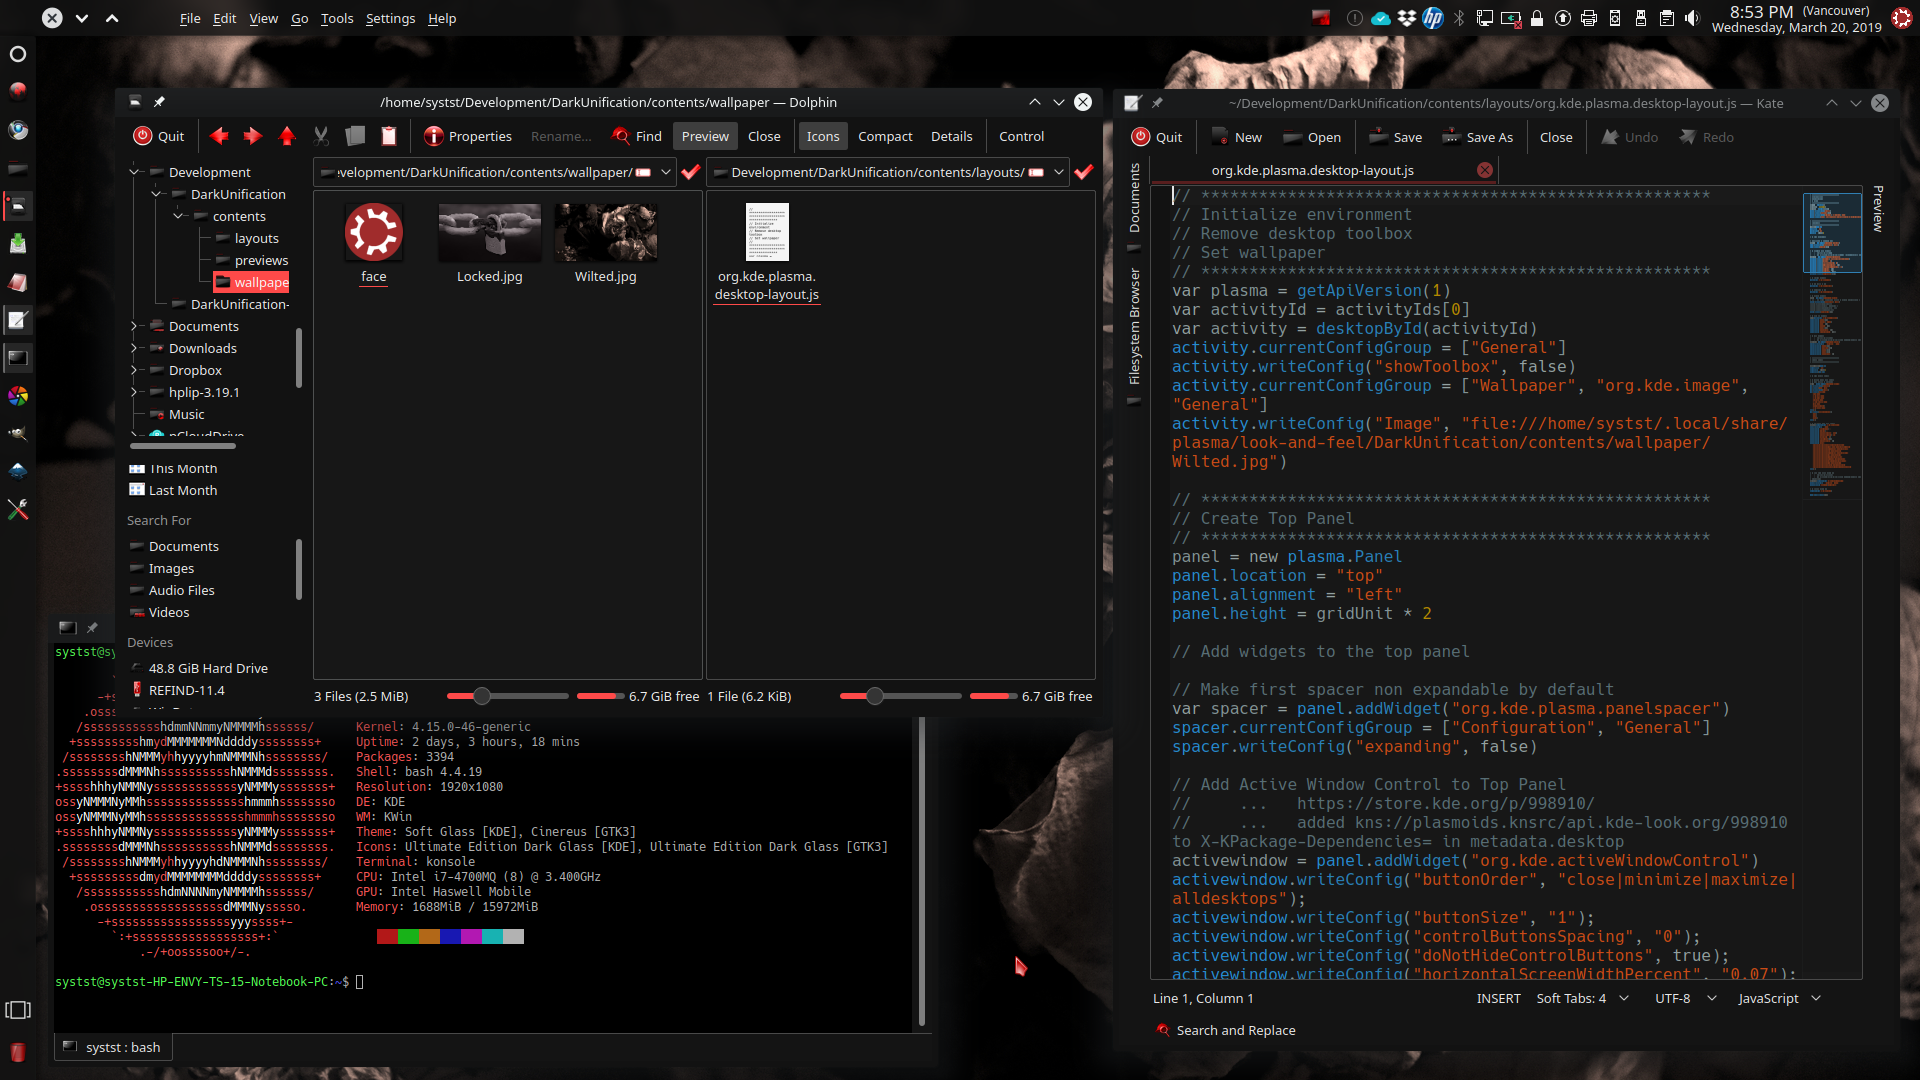 File Edit View Go Tools Settings Help
8:53 PM (Vancouver)
Wednesday, March 20, 2019
/home/systst/Development/DarkUnification/contents/wallpaper — Dolphin
Quit Properties Rename... Find Preview Close Icons Compact Details Control
Development
DarkUnification
contents
layouts
previews
wallpape
DarkUnification-
Documents
Downloads
Dropbox
hplip-3.19.1
Music
pCloudDrive
This Month
Last Month
Search For
Documents
Images
Audio Files
Videos
Devices
48.8 GiB Hard Drive
REFIND-11.4
evelopment/DarkUnification/contents/wallpaper/
face
Locked.jpg
Wilted.jpg
3 Files (2.5 MiB)
6.7 GiB free
Development/DarkUnification/contents/layouts/
org.kde.plasma.
desktop-layout.js
1 File (6.2 KiB)
6.7 GiB free
systst@sy
-+s
.osss
/sssssssssssshdmmNNmmyNMMMMhssssss/ Kernel: 4.15.0-46-generic
+ssssssssshmydMMMMMMMNddddyssssssss+ Uptime: 2 days, 3 hours, 18 mins
/sssssssshNMMMyhhyyyyhmNMMMNhssssssss/ Packages: 3394
.ssssssssdMMMNhsssssssssshNMMMdssssssss. Shell: bash 4.4.19
+sssshhhyNMMNyssssssssssssyNMMMysssssss+ Resolution: 1920x1080
ossyNMMMNyMMhsssssssssssssshmmmhssssssso DE: KDE
ossyNMMMNyMMhsssssssssssssshmmmhssssssso WM: KWin
+sssshhhyNMMNyssssssssssssyNMMMysssssss+ Theme: Soft Glass [KDE], Cinereus [GTK3]
.ssssssssdMMMNhsssssssssshNMMMdssssssss. Icons: Ultimate Edition Dark Glass [KDE], Ultimate Edition Dark Glass [GTK3]
/sssssssshNMMMyhhyyyyhdNMMMNhssssssss/ Terminal: konsole
+sssssssssdmydMMMMMMMMddddyssssssss+ CPU: Intel i7-4700MQ (8) @ 3.400GHz
/ssssssssssshdmNNNNmyNMMMMhssssss/ GPU: Intel Haswell Mobile
.ossssssssssssssssssdMMMNysssso. Memory: 1688MiB / 15972MiB
-+sssssssssssssssssyyyssss+-
`:+ssssssssssssssssss+:`
.-/+oossssoo+/-.
systst@systst-HP-ENVY-TS-15-Notebook-PC:~$
systst : bash
~/Development/DarkUnification/contents/layouts/org.kde.plasma.desktop-layout.js — Kate
Quit New Open Save Save As Close Undo Redo
Documents
Filesystem Browser
Preview
org.kde.plasma.desktop-layout.js
// *****************************************************
// Initialize environment
// Remove desktop toolbox
// Set wallpaper
// *****************************************************
var plasma = getApiVersion(1)
var activityId = activityIds[0]
var activity = desktopById(activityId)
activity.currentConfigGroup = ["General"]
activity.writeConfig("showToolbox", false)
activity.currentConfigGroup = ["Wallpaper", "org.kde.image",
"General"]
activity.writeConfig("Image", "file:///home/systst/.local/share/
plasma/look-and-feel/DarkUnification/contents/wallpaper/
Wilted.jpg")
// *****************************************************
// Create Top Panel
// *****************************************************
panel = new plasma.Panel
panel.location = "top"
panel.alignment = "left"
panel.height = gridUnit * 2
// Add widgets to the top panel
// Make first spacer non expandable by default
var spacer = panel.addWidget("org.kde.plasma.panelspacer")
spacer.currentConfigGroup = ["Configuration", "General"]
spacer.writeConfig("expanding", false)
// Add Active Window Control to Top Panel
// ... https://store.kde.org/p/998910/
// ... added kns://plasmoids.knsrc/api.kde-look.org/998910
to X-KPackage-Dependencies= in metadata.desktop
activewindow = panel.addWidget("org.kde.activeWindowControl")
activewindow.writeConfig("buttonOrder", "close|minimize|maximize|
alldesktops");
activewindow.writeConfig("buttonSize", "1");
activewindow.writeConfig("controlButtonsSpacing", "0");
activewindow.writeConfig("doNotHideControlButtons", true);
activewindow.writeConfig("horizontalScreenWidthPercent", "0.07");
Line 1, Column 1 INSERT Soft Tabs: 4 UTF-8 JavaScript
Search and Replace